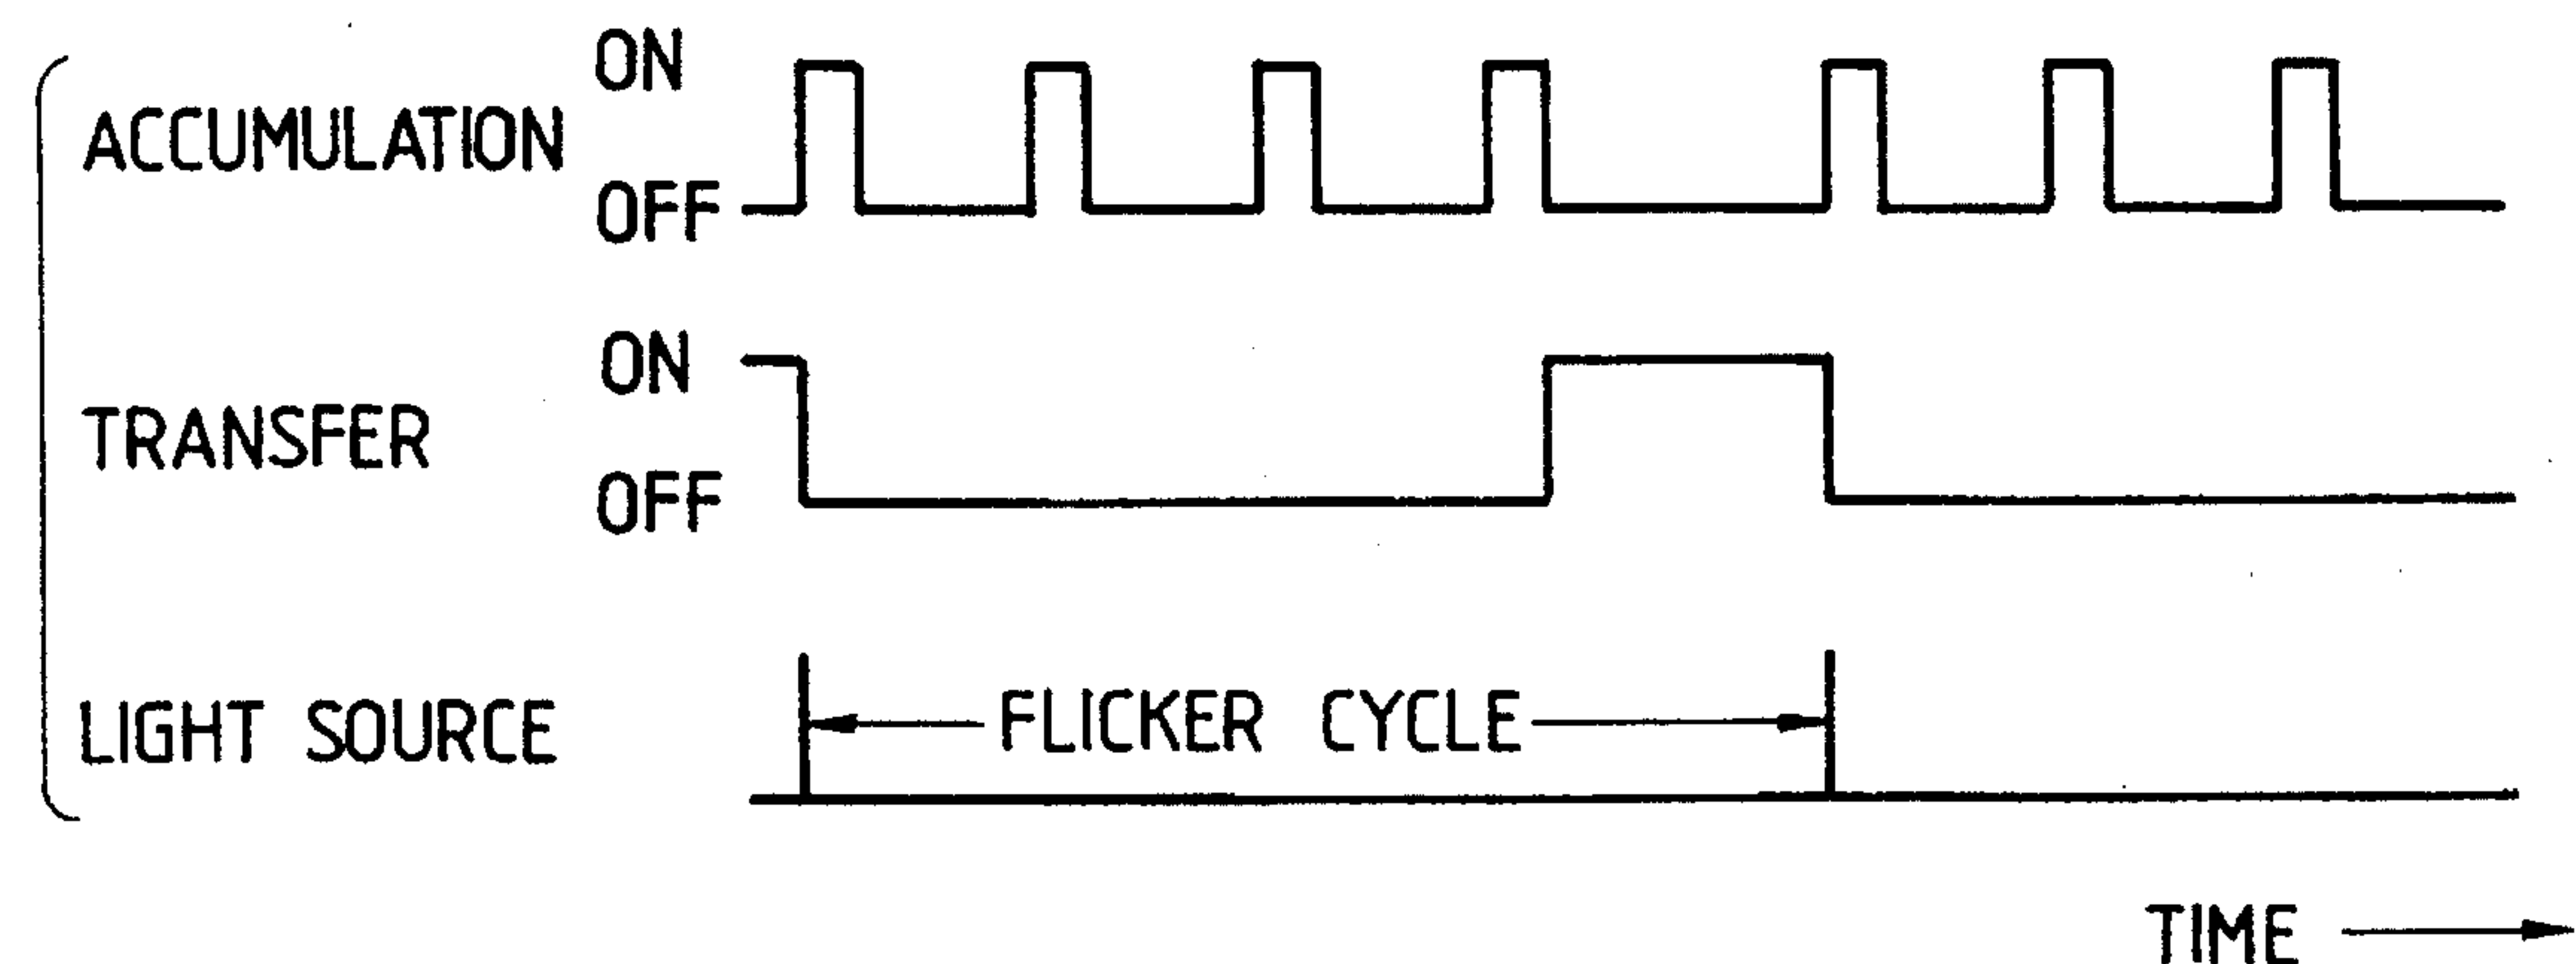 ON
ACCUMULATION
OFF
ON
TRANSFER
OFF
LIGHT SOURCE
FLICKER CYCLE
TIME